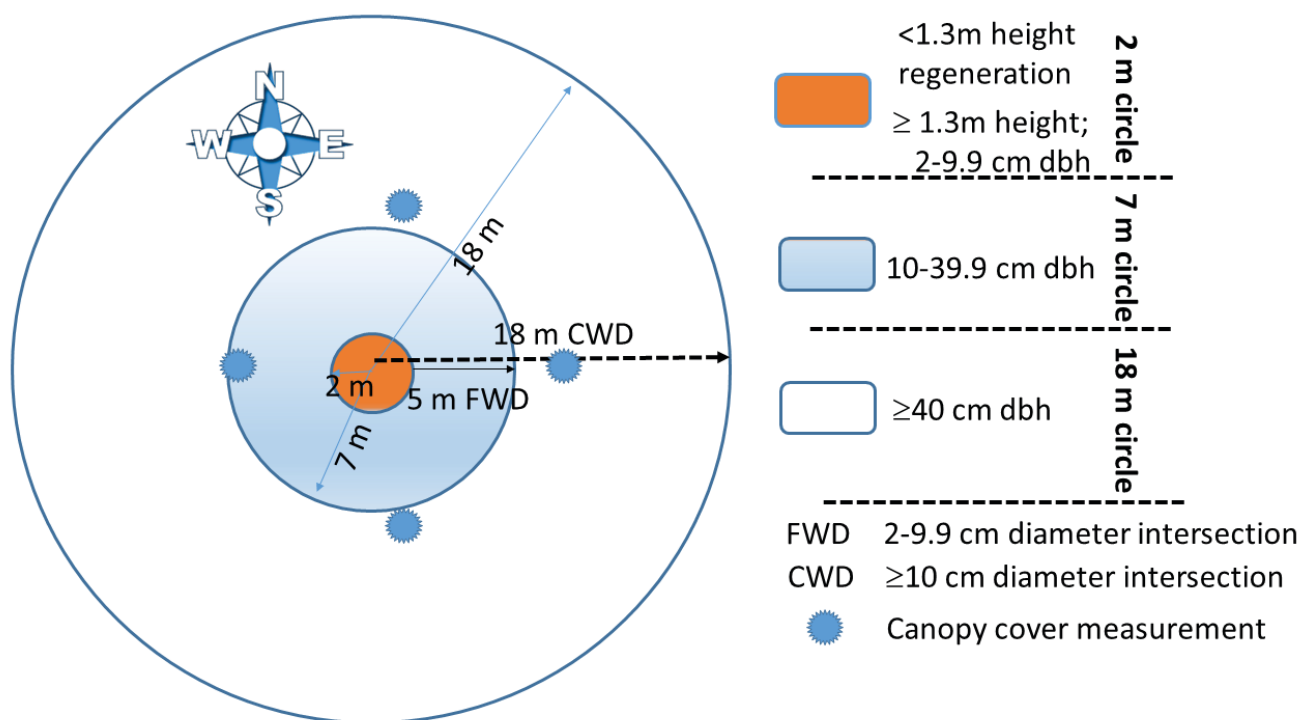 N
W E
S
18 m
18 m CWD
2 m
5 m FWD
7 m
<1.3m height
regeneration
≥ 1.3m height;
2-9.9 cm dbh
2 m circle
10-39.9 cm dbh
7 m circle
≥40 cm dbh
18 m circle
FWD 2-9.9 cm diameter intersection
CWD ≥10 cm diameter intersection
Canopy cover measurement